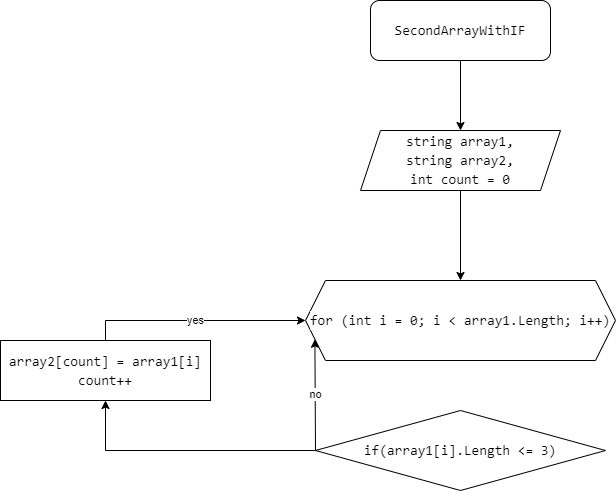 SecondArrayWithIF
string array1,
string array2,
int count = 0
for (int i = 0; i < array1.Length; i++)
yes
array2[count] = array1[i]
count++
no
if(array1[i].Length <= 3)